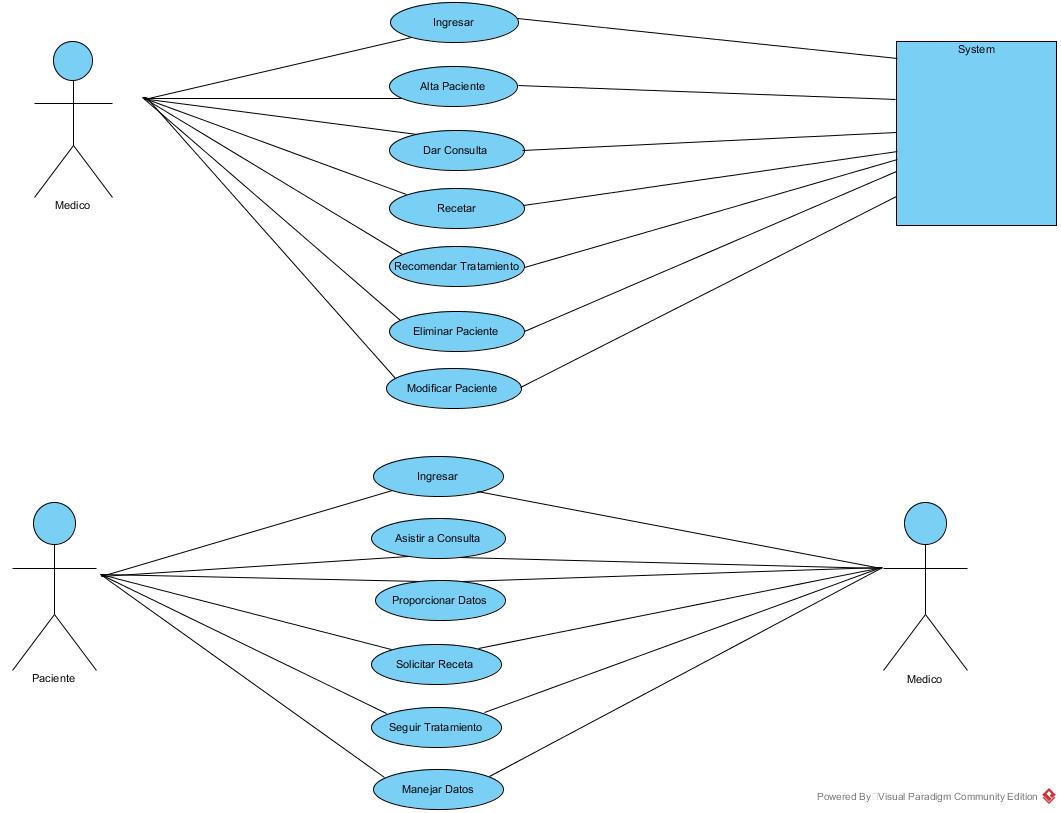 Ingresar
System
Alta Paciente
Dar Consulta
Medico
Recetar
Recomendar Tratamiento
Eliminar Paciente
Modificar Paciente
Ingresar
Asistir a Consulta
Proporcionar Datos
Solicitar Receta
Paciente
Medico
Seguir Tratamiento
Manejar Datos
Powered By Visual Paradigm Community Edition